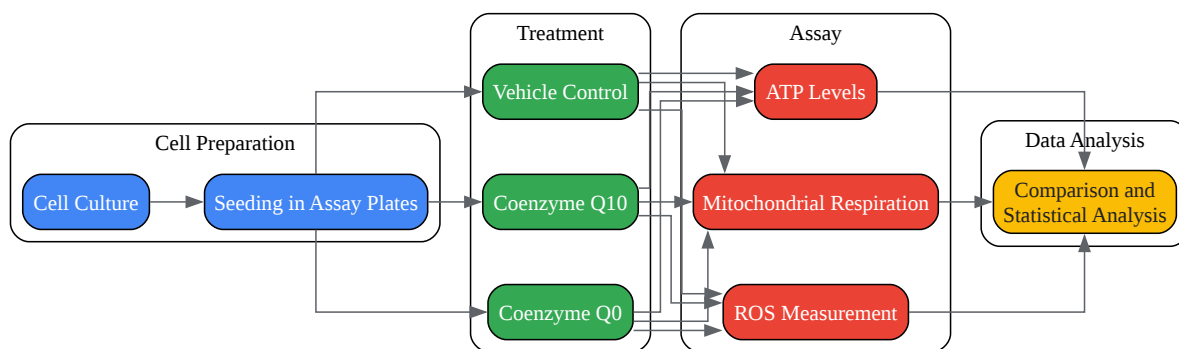 Cell Preparation
Cell Culture
Seeding in Assay Plates
Treatment
Vehicle Control
Coenzyme Q10
Coenzyme Q0
Assay
ATP Levels
Mitochondrial Respiration
ROS Measurement
Data Analysis
Comparison and
Statistical Analysis